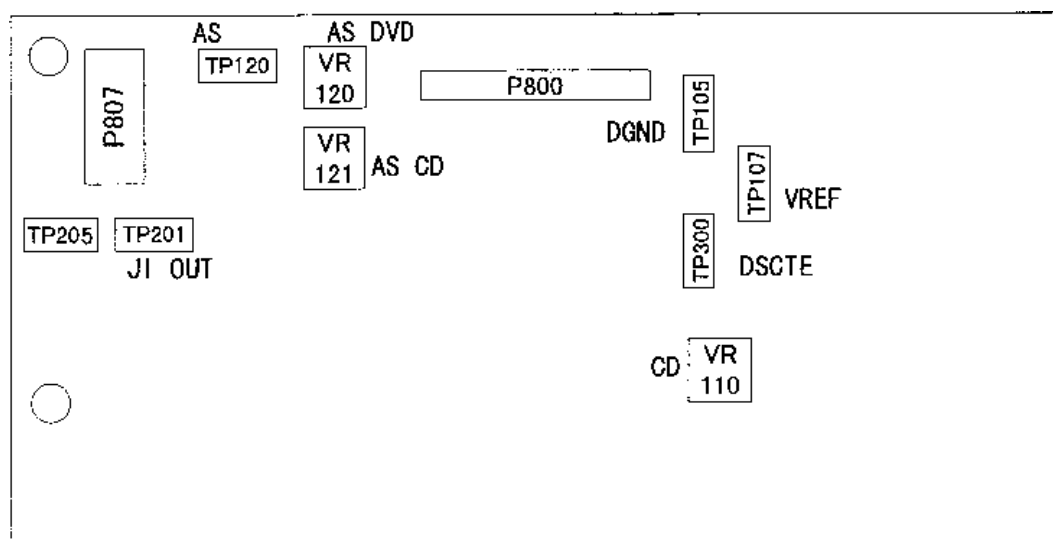 AS
AS DVD
TP120
VR
120
P800
P807
TP105
DGND
VR
121
AS CD
TP107
VREF
TP205
TP201
JI OUT
TP300
DSCTE
CD
VR
110